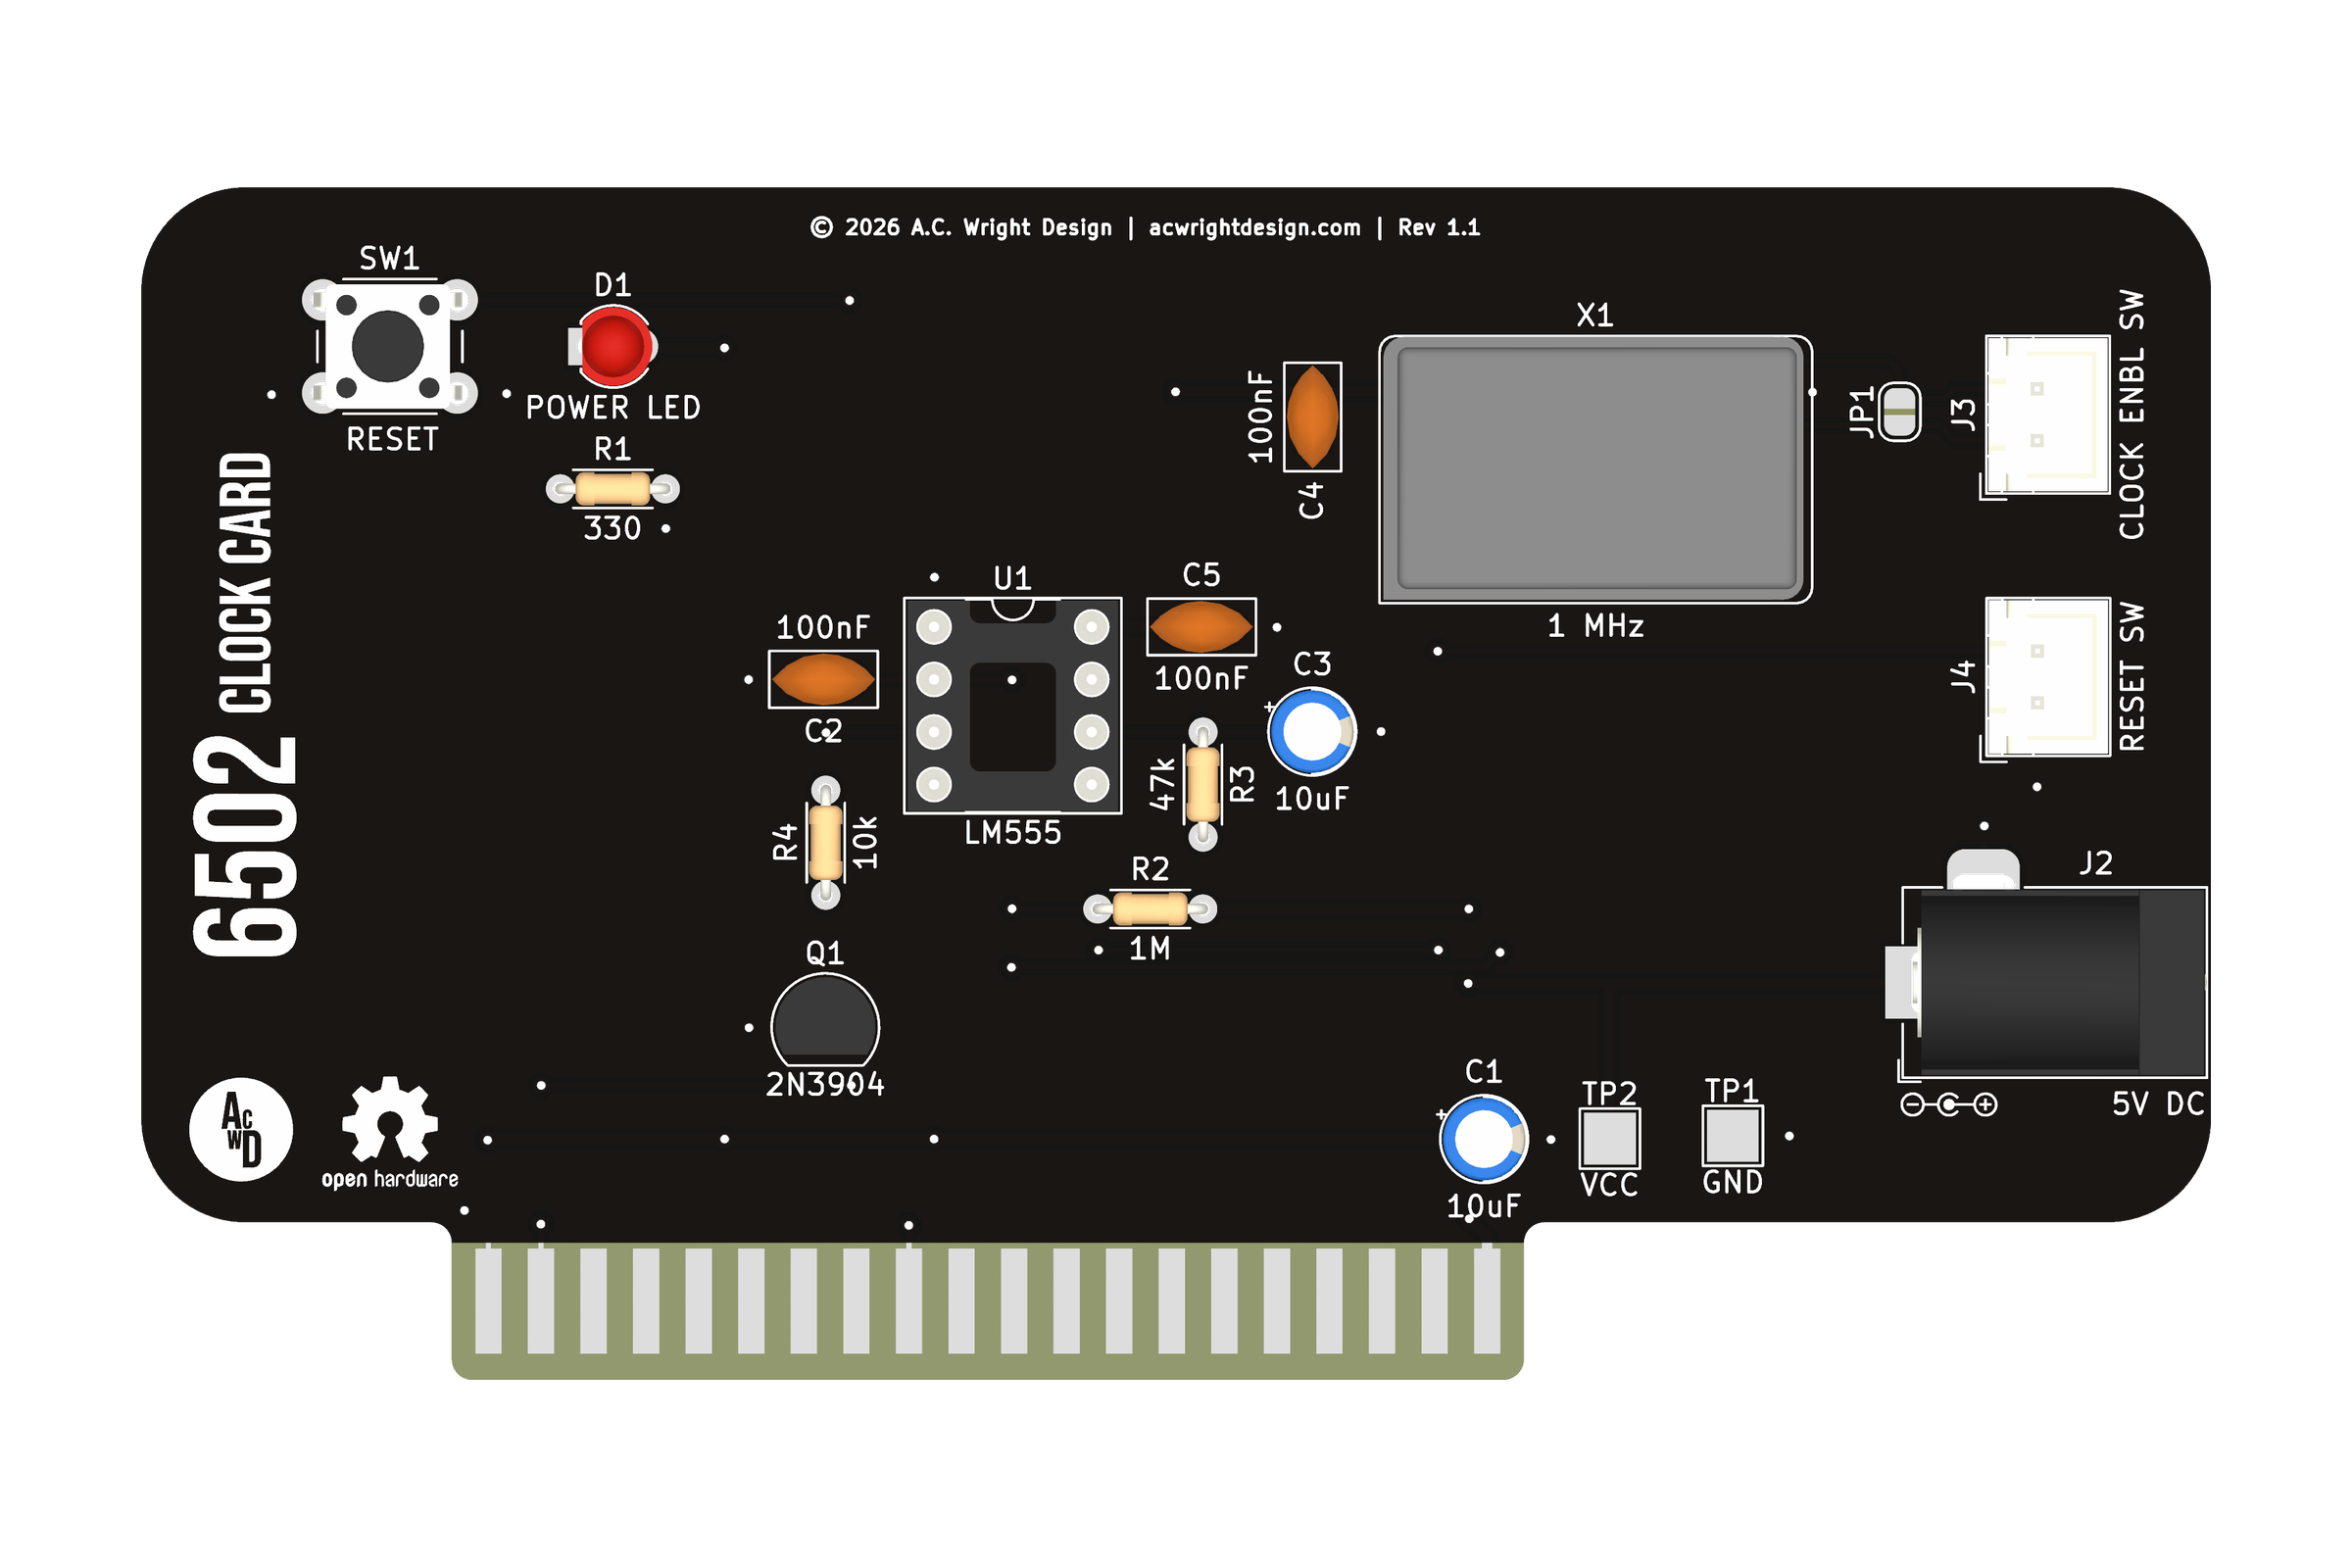 © 2026 A.C. Wright Design | acwrightdesign.com | Rev 1.1
SW1
RESET
D1
POWER LED
R1
330
X1
1 MHz
100nF
C4
JP1
J3
CLOCK ENBL SW
6502 CLOCK CARD
U1
LM555
C5
100nF
100nF
C2
C3
+
10uF
47k
R3
J4
RESET SW
R4
10k
R2
1M
J2
5V DC
Q1
2N3904
C1
+
10uF
TP2
VCC
TP1
GND
ACWD
open hardware